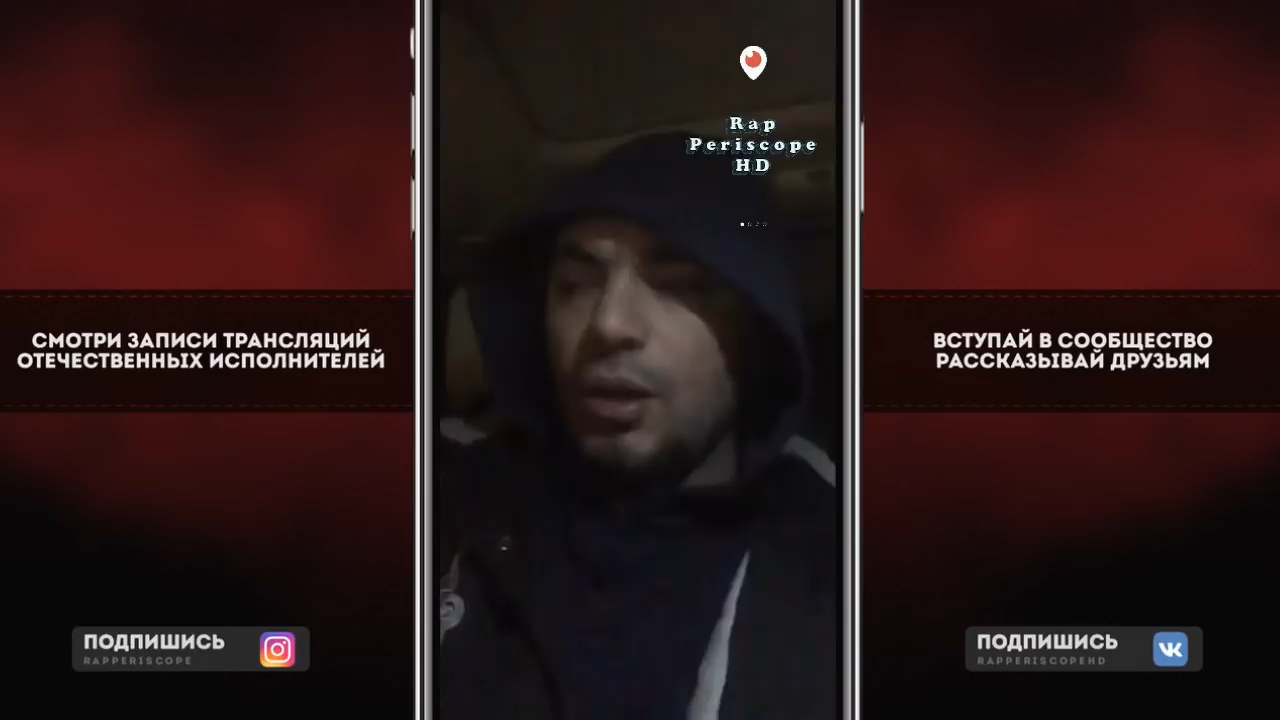 Rap
Periscope
HD
СМОТРИ ЗАПИСИ ТРАНСЛЯЦИЙ
ОТЕЧЕСТВЕННЫХ ИСПОЛНИТЕЛЕЙ
ВСТУПАЙ В СООБЩЕСТВО
РАССКАЗЫВАЙ ДРУЗЬЯМ
ПОДПИШИСЬ
RAPPERISCOPE
ПОДПИШИСЬ
RAPPERISCOPEHD